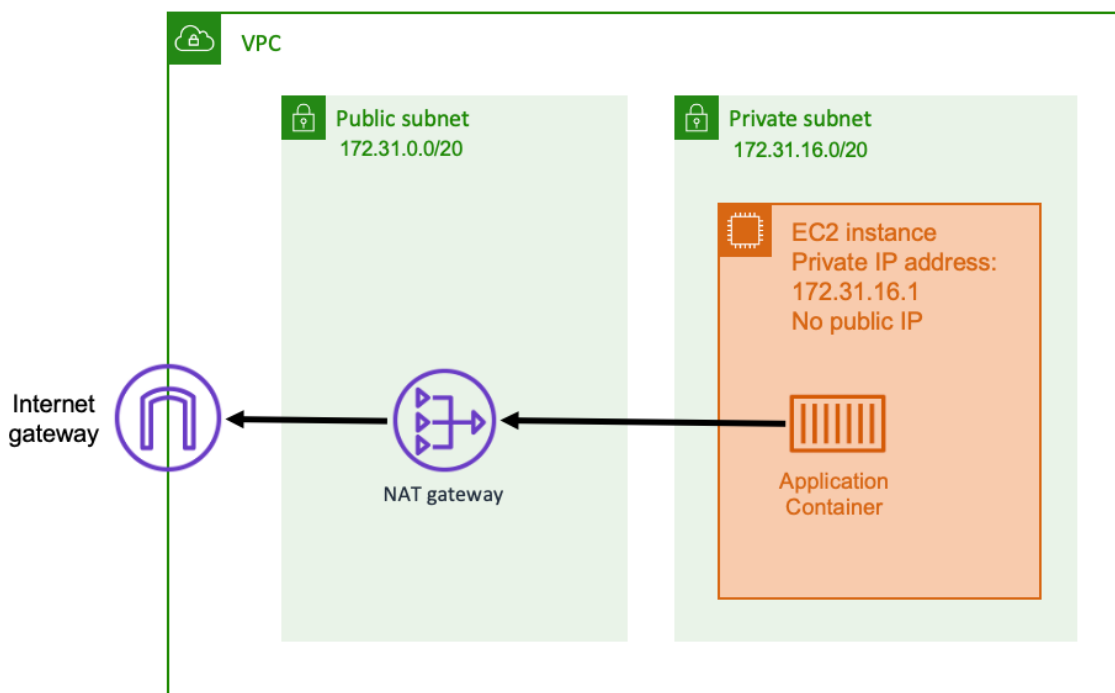 VPC
Public subnet
172.31.0.0/20
Private subnet
172.31.16.0/20
EC2 instance
Private IP address:
172.31.16.1
No public IP
Internet
gateway
NAT gateway
Application
Container